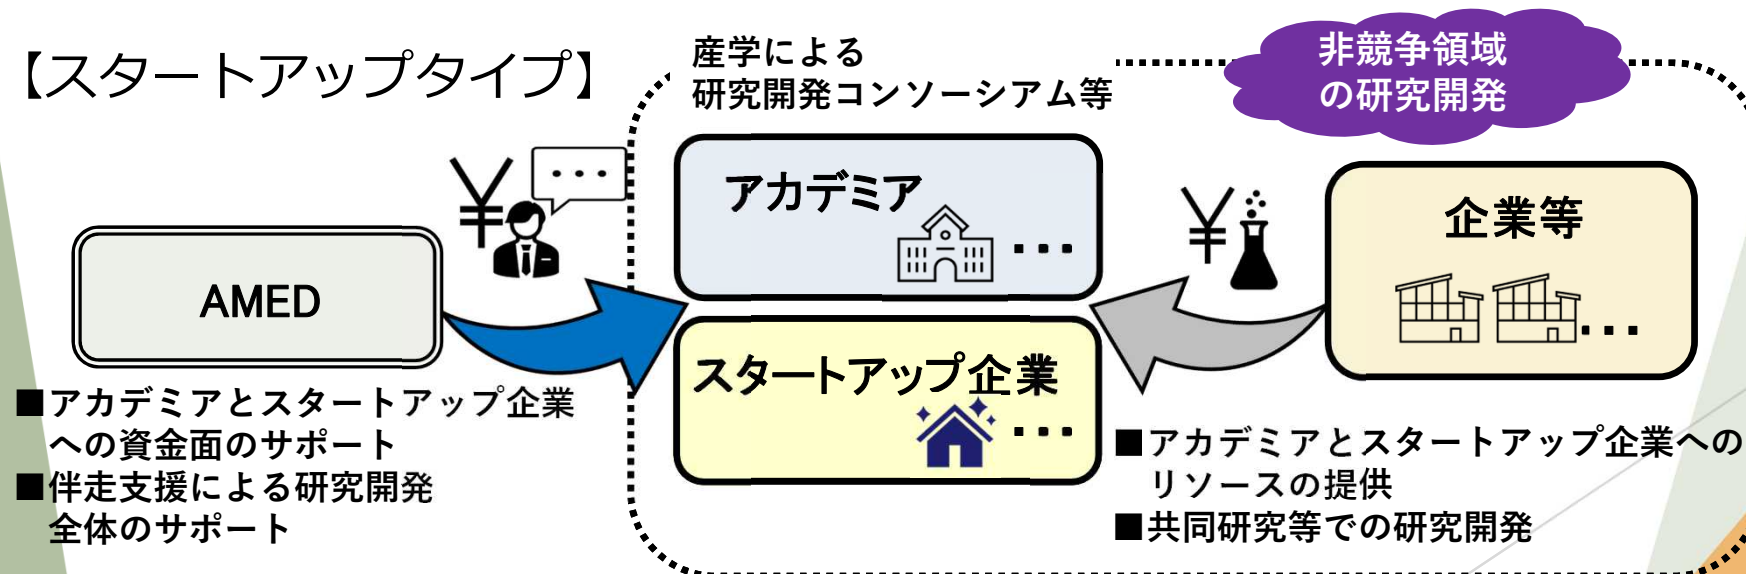 【スタートアップタイプ】
産学による
研究開発コンソーシアム等
非競争領域
の研究開発
アカデミア
・・・
企業等
・・・
AMED
スタートアップ企業
・・・
■アカデミアとスタートアップ企業
への資金面のサポート
■伴走支援による研究開発
全体のサポート
■アカデミアとスタートアップ企業への
リソースの提供
■共同研究等での研究開発